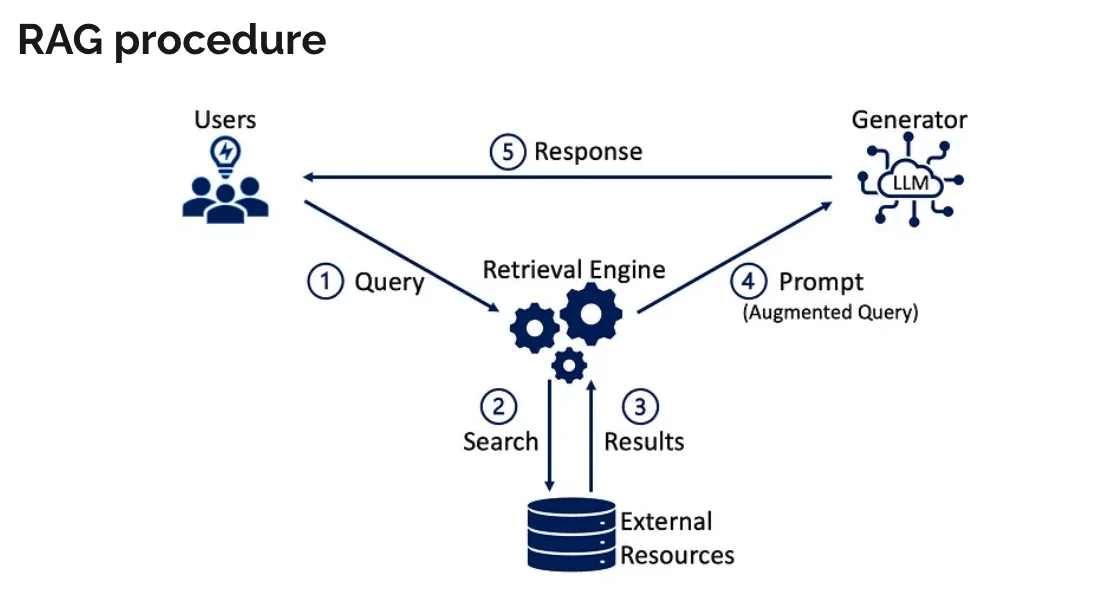 RAG procedure
Users
Generator
5 Response
LLM
1 Query
Retrieval Engine
4 Prompt
(Augmented Query)
2
Search
3
Results
External
Resources